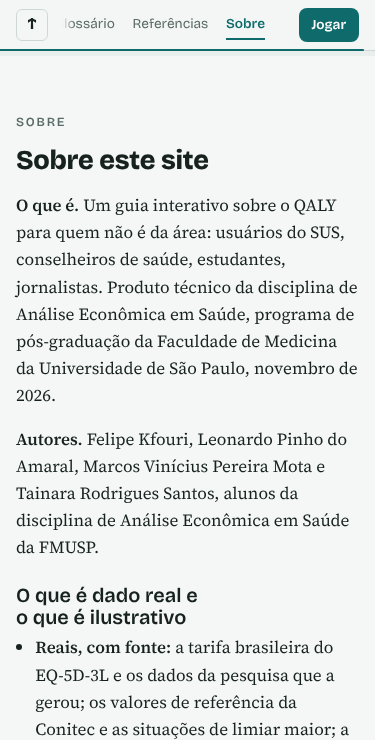 ↑ lossário Referências Sobre Jogar
SOBRE
Sobre este site
O que é. Um guia interativo sobre o QALY
para quem não é da área: usuários do SUS,
conselheiros de saúde, estudantes,
jornalistas. Produto técnico da disciplina de
Análise Econômica em Saúde, programa de
pós-graduação da Faculdade de Medicina
da Universidade de São Paulo, novembro de
2026.
Autores. Felipe Kfouri, Leonardo Pinho do
Amaral, Marcos Vinícius Pereira Mota e
Tainara Rodrigues Santos, alunos da
disciplina de Análise Econômica em Saúde
da FMUSP.
O que é dado real e
o que é ilustrativo
• Reais, com fonte: a tarifa brasileira do
EQ-5D-3L e os dados da pesquisa que a
gerou; os valores de referência da
Conitec e as situações de limiar maior; a